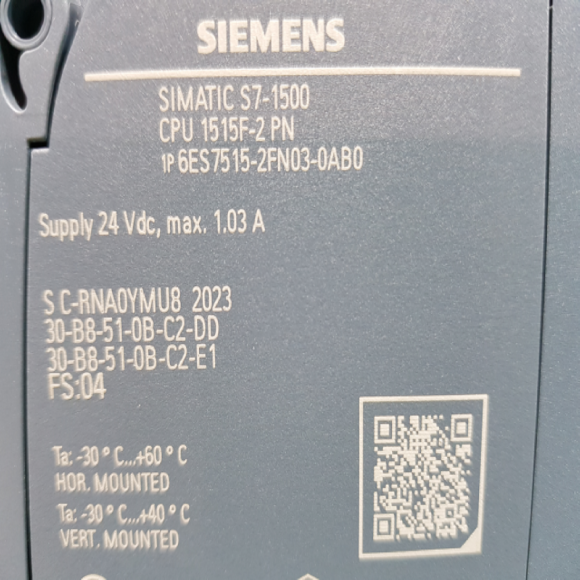 SIEMENS
SIMATIC S7-1500
CPU 1515F-2 PN
1P 6ES7515-2FN03-0AB0
Supply 24 Vdc, max. 1.03 A
S C-RNA0YMU8 2023
30-B8-51-0B-C2-DD
30-B8-51-0B-C2-E1
FS:04
Ta: -30° C...+60° C
HOR. MOUNTED
Ta: -30° C...+40° C
VERT. MOUNTED